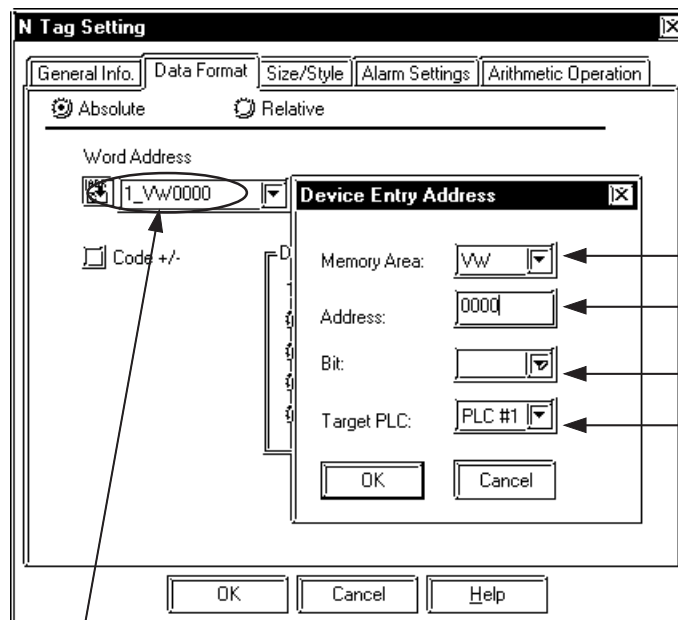 N Tag Setting
General Info. Data Format Size/Style Alarm Settings Arithmetic Operation
Absolute Relative
Word Address
1_VW0000
Code +/-
D
Device Entry Address
Memory Area: VW
Address: 0000
Bit:
Target PLC: PLC #1
OK Cancel
OK Cancel Help